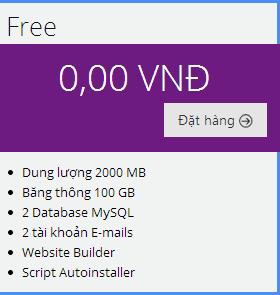 Free
0,00 VNĐ
Đặt hàng
Dung lượng 2000 MB
Băng thông 100 GB
2 Database MySQL
2 tài khoản E-mails
Website Builder
Script Autoinstaller